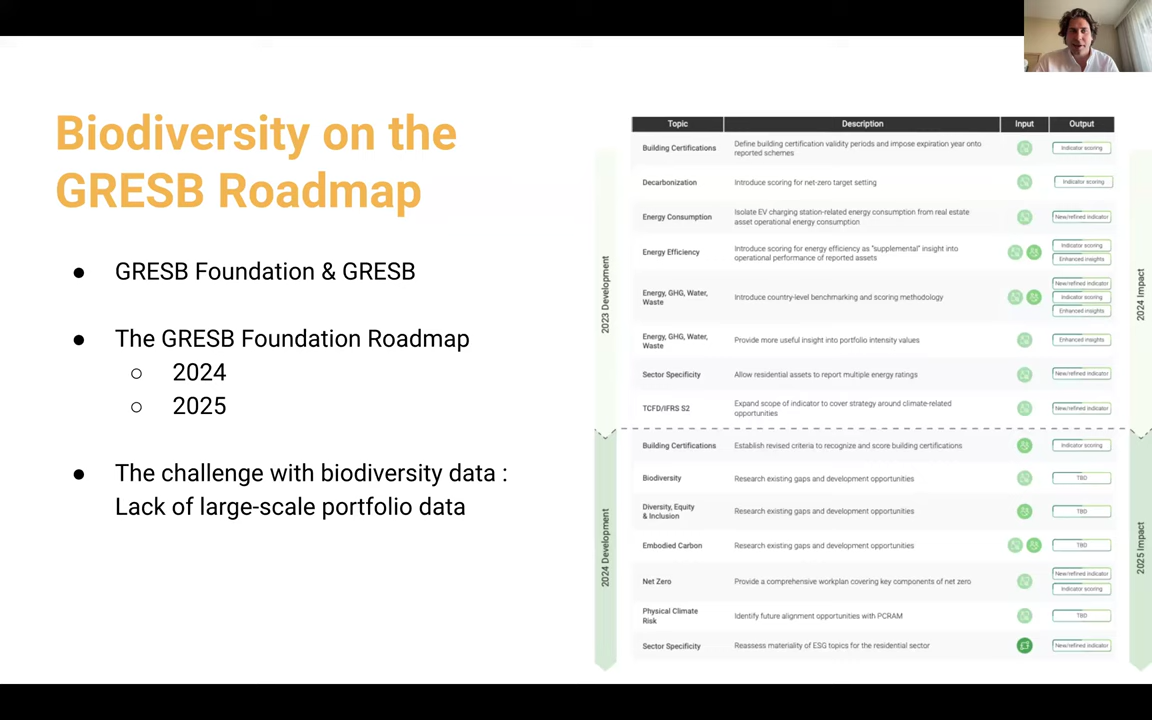 Biodiversity on the
GRESB Roadmap
● GRESB Foundation & GRESB
● The GRESB Foundation Roadmap
○ 2024
○ 2025
● The challenge with biodiversity data :
Lack of large-scale portfolio data
Topic Description Input Output
2023 Development
2024 Impact
Building Certifications
Define building certification validity periods and impose expiration year onto
reported schemes
Indicator scoring
Decarbonization
Introduce scoring for net-zero target setting
Indicator scoring
Energy Consumption
Isolate EV charging station-related energy consumption from real estate
asset operational energy consumption
New/refined indicator
Energy Efficiency
Introduce scoring for energy efficiency as "supplemental" insight into
operational performance of reported assets
Indicator scoring
Enhanced insights
Energy, GHG, Water,
Waste
Introduce country-level benchmarking and scoring methodology
New/refined indicator
Indicator scoring
Enhanced insights
Energy, GHG, Water,
Waste
Provide more useful insight into portfolio intensity values
Enhanced insights
Sector Specificity
Allow residential assets to report multiple energy ratings
New/refined indicator
TCFD/IFRS S2
Expand scope of indicator to cover strategy around climate-related
opportunities
New/refined indicator
2024 Development
2025 Impact
Building Certifications
Establish revised criteria to recognize and score building certifications
Indicator scoring
Biodiversity
Research existing gaps and development opportunities
TBD
Diversity, Equity
& Inclusion
Research existing gaps and development opportunities
TBD
Embodied Carbon
Research existing gaps and development opportunities
TBD
Net Zero
Provide a comprehensive workplan covering key components of net zero
New/refined indicator
Indicator scoring
Physical Climate
Risk
Identify future alignment opportunities with PCRAM
TBD
Sector Specificity
Reassess materiality of ESG topics for the residential sector
New/refined indicator